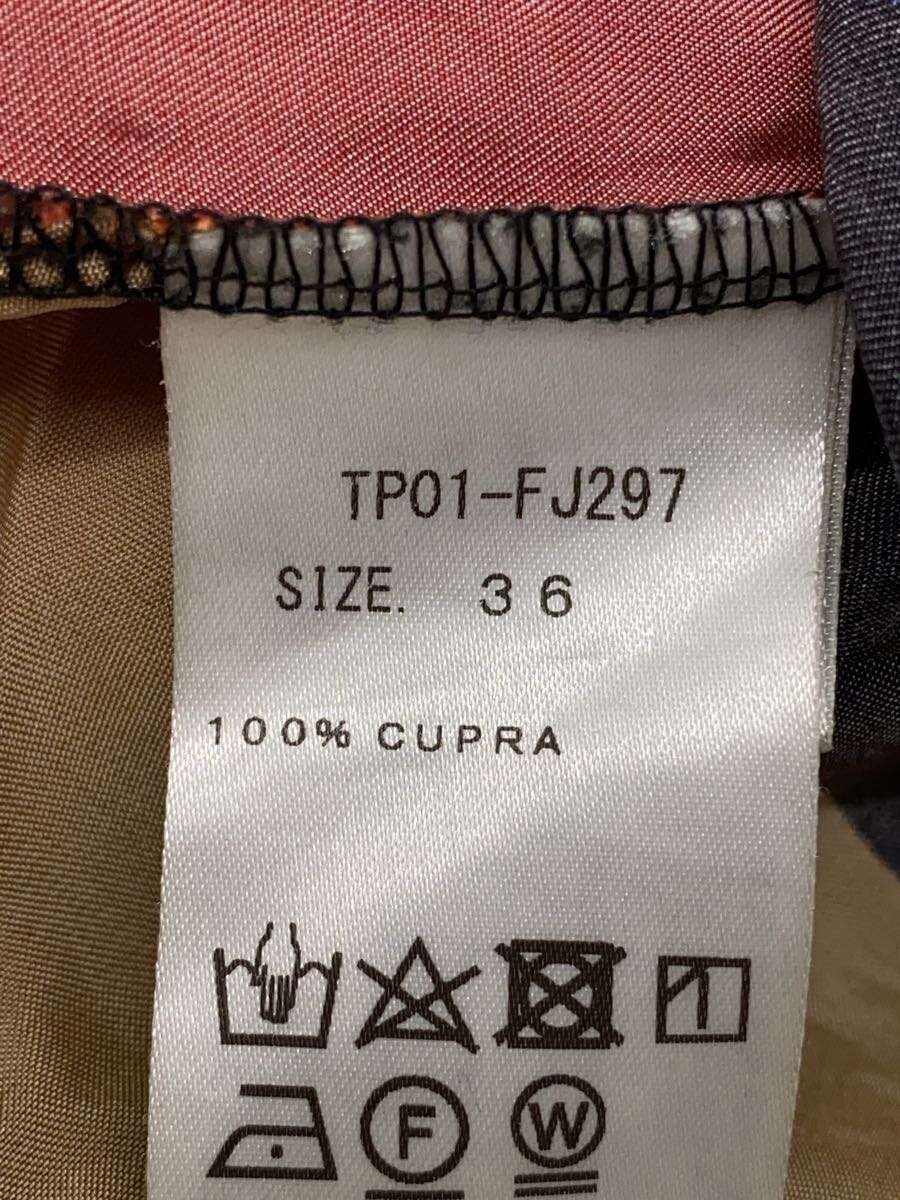 TP01-FJ297
SIZE. 36
100% CUPRA
F W